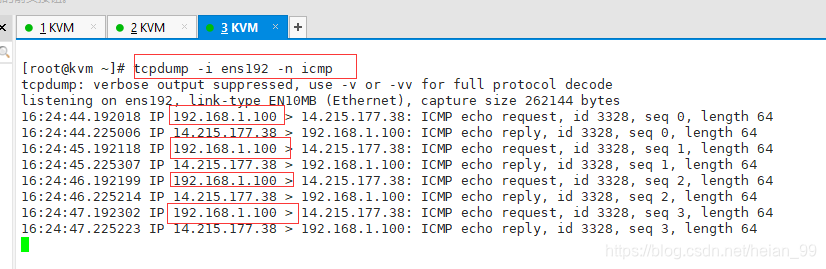 1 KVM × 2 KVM × 3 KVM ×
[root@kvm ~]# tcpdump -i ens192 -n icmp
tcpdump: verbose output suppressed, use -v or -vv for full protocol decode
listening on ens192, link-type EN10MB (Ethernet), capture size 262144 bytes
16:24:44.192018 IP 192.168.1.100 > 14.215.177.38: ICMP echo request, id 3328, seq 0, length 64
16:24:44.225006 IP 14.215.177.38 > 192.168.1.100: ICMP echo reply, id 3328, seq 0, length 64
16:24:45.192118 IP 192.168.1.100 > 14.215.177.38: ICMP echo request, id 3328, seq 1, length 64
16:24:45.225307 IP 14.215.177.38 > 192.168.1.100: ICMP echo reply, id 3328, seq 1, length 64
16:24:46.192199 IP 192.168.1.100 > 14.215.177.38: ICMP echo request, id 3328, seq 2, length 64
16:24:46.225214 IP 14.215.177.38 > 192.168.1.100: ICMP echo reply, id 3328, seq 2, length 64
16:24:47.192302 IP 192.168.1.100 > 14.215.177.38: ICMP echo request, id 3328, seq 3, length 64
16:24:47.225223 IP 14.215.177.38 > 192.168.1.100: ICMP echo reply, id 3328, seq 3, length 64
https://blog.csdn.net/heian_99